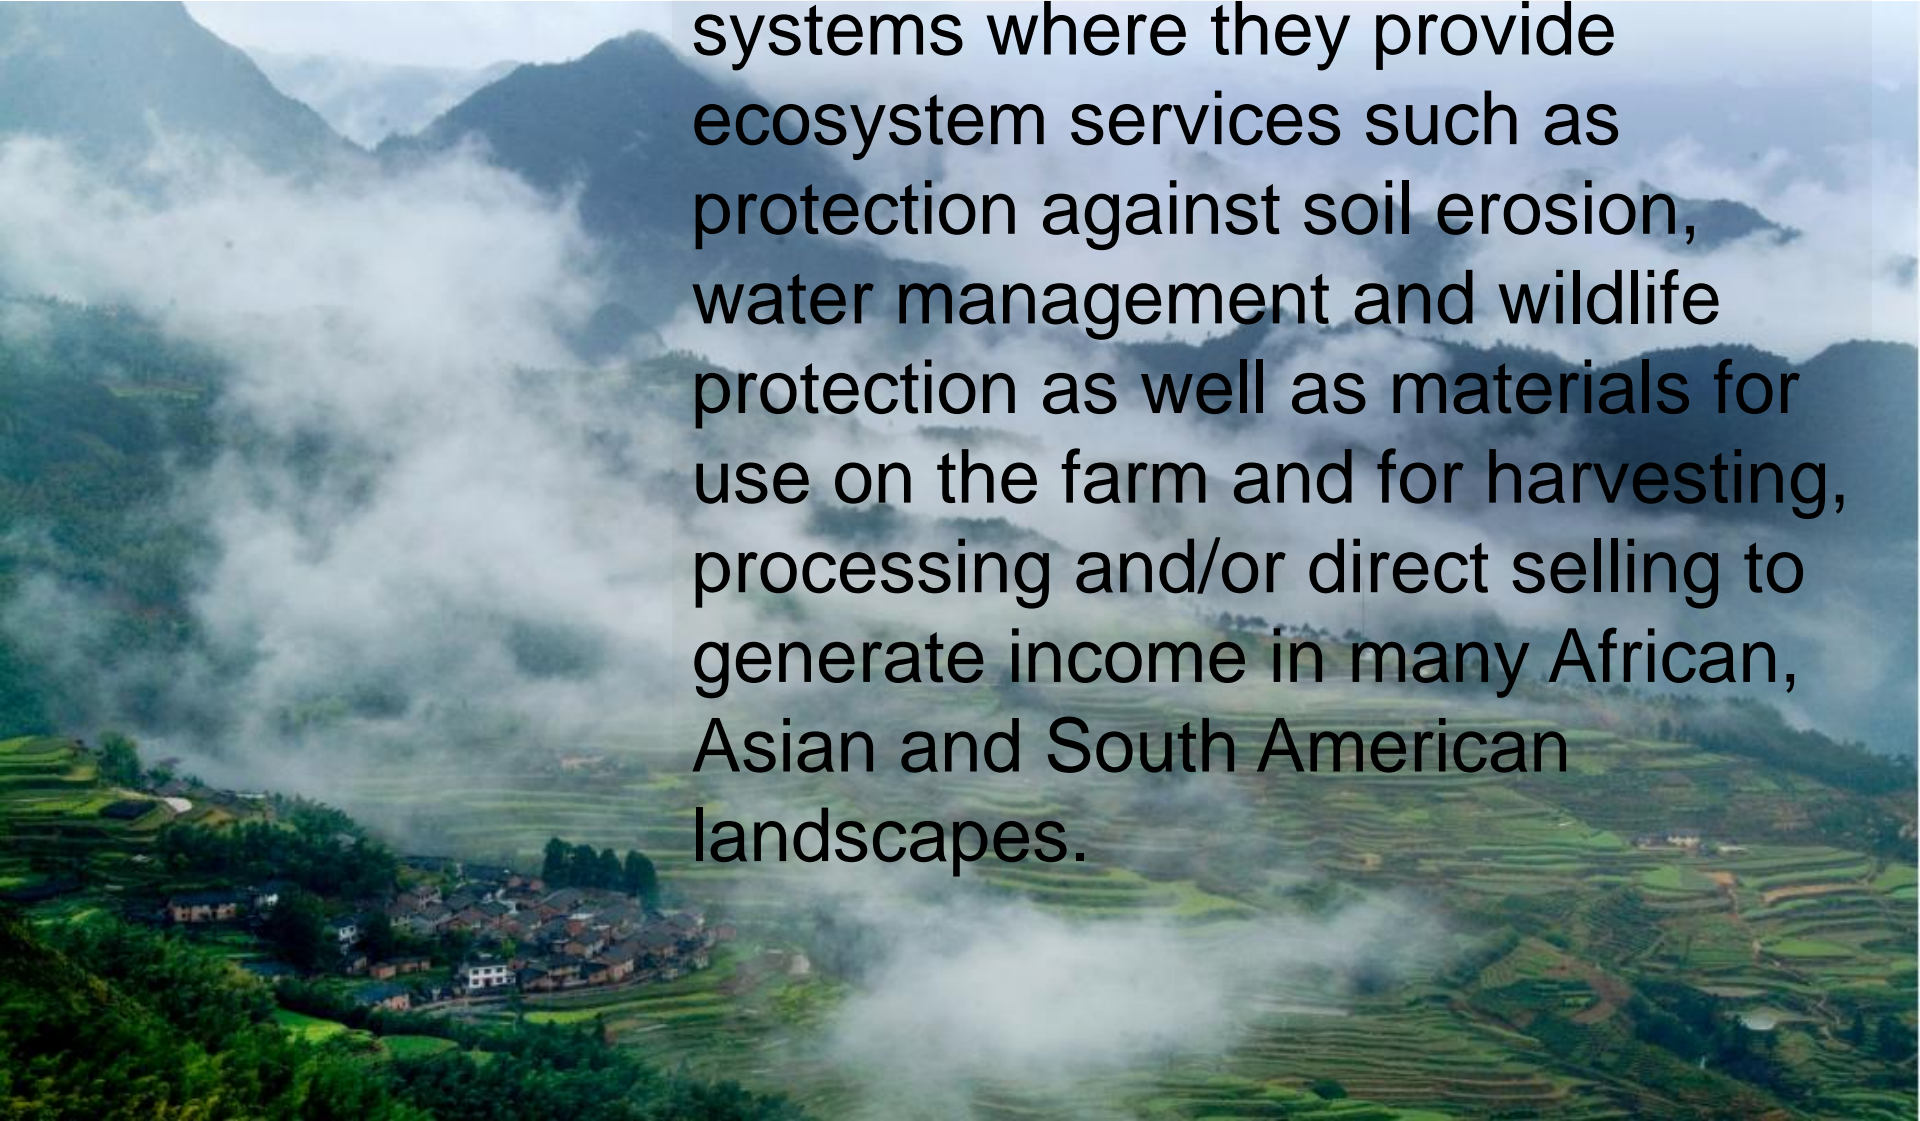 systems where they provide
ecosystem services such as
protection against soil erosion,
water management and wildlife
protection as well as materials for
use on the farm and for harvesting,
processing and/or direct selling to
generate income in many African,
Asian and South American
landscapes.